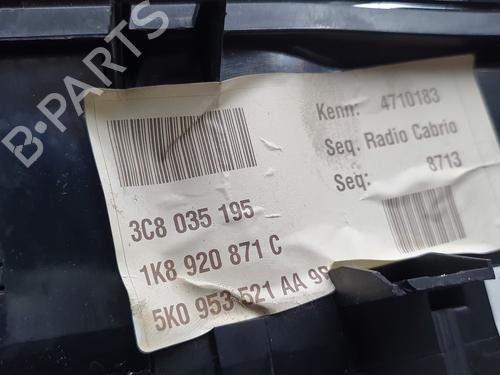 B-PARTS
Kenn: 4710183
Seq. Radio Cabrio
Seq: 8713
3C8 035 195
1K8 920 871 C
5K0 953 521 AA